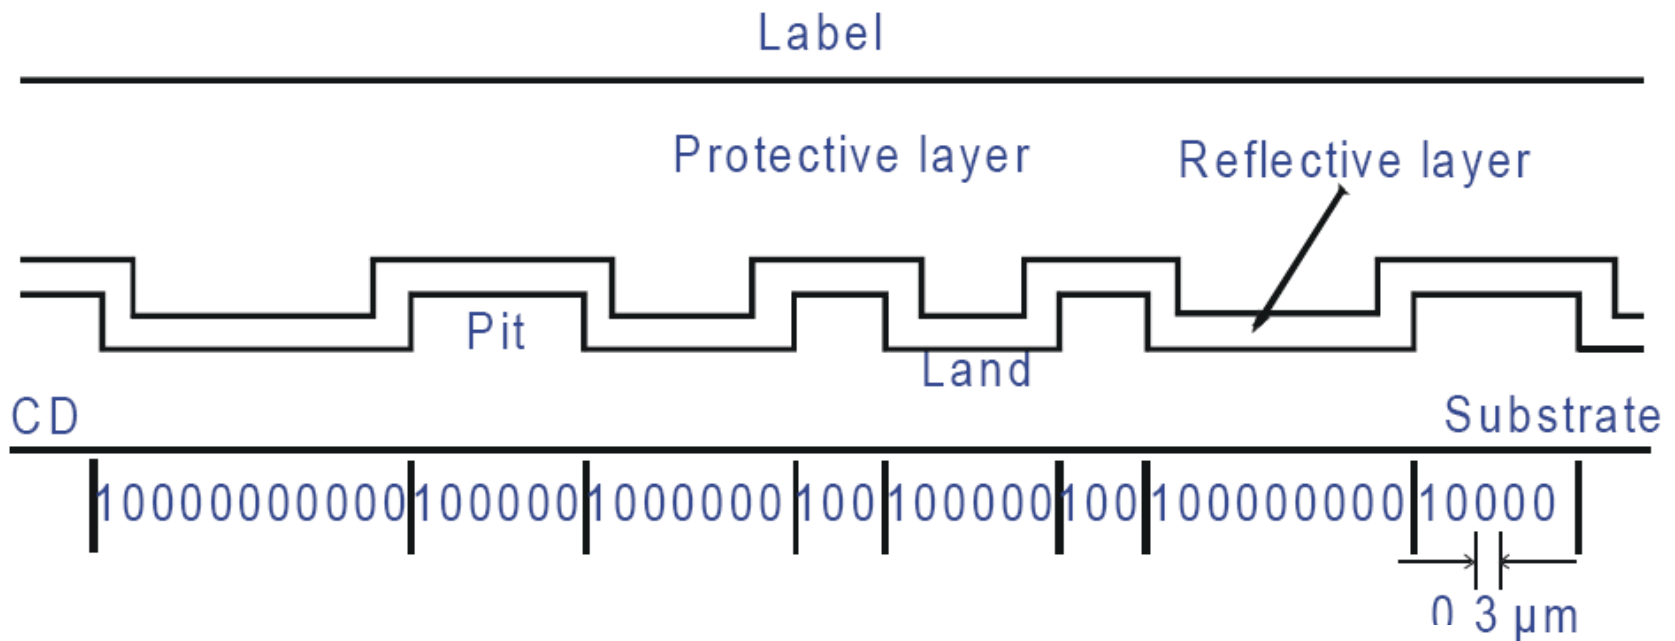 Label
Protective layer
Reflective layer
Pit
Land
CD
Substrate
10000000000 100000 1000000 100 100000 100 100000000 10000
0 3 µm